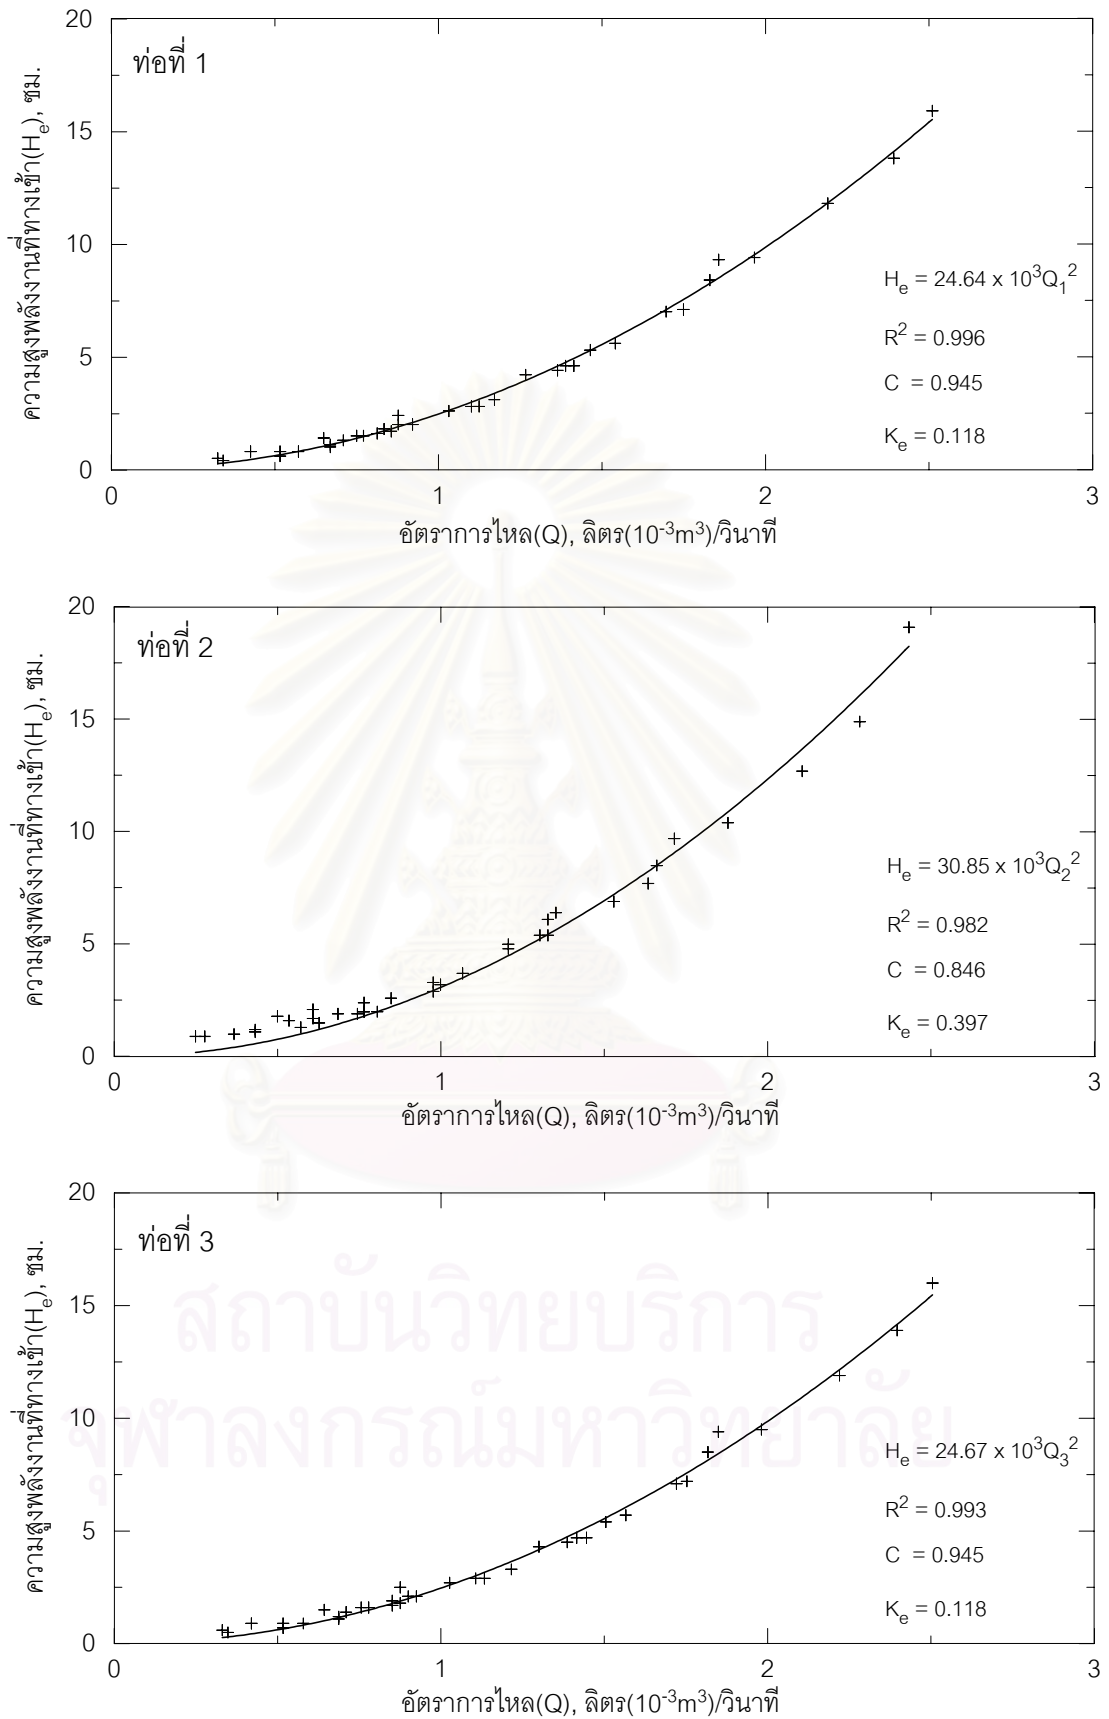 ท่อที่ 1
ความสูงพลังงานที่ทางเข้า(Hₑ), ซม.
20
15
10
5
0
Hₑ = 24.64 x 10³Q₁²
R² = 0.996
C = 0.945
Kₑ = 0.118
0 1 2 3
อัตราการไหล(Q), ลิตร(10⁻³m³)/วินาที
ท่อที่ 2
ความสูงพลังงานที่ทางเข้า(Hₑ), ซม.
20
15
10
5
0
Hₑ = 30.85 x 10³Q₂²
R² = 0.982
C = 0.846
Kₑ = 0.397
0 1 2 3
อัตราการไหล(Q), ลิตร(10⁻³m³)/วินาที
ท่อที่ 3
ความสูงพลังงานที่ทางเข้า(Hₑ), ซม.
20
15
10
5
0
สถาบันวิทยบริการ
จุฬาลงกรณ์มหาวิทยาลัย
Hₑ = 24.67 x 10³Q₃²
R² = 0.993
C = 0.945
Kₑ = 0.118
0 1 2 3
อัตราการไหล(Q), ลิตร(10⁻³m³)/วินาที